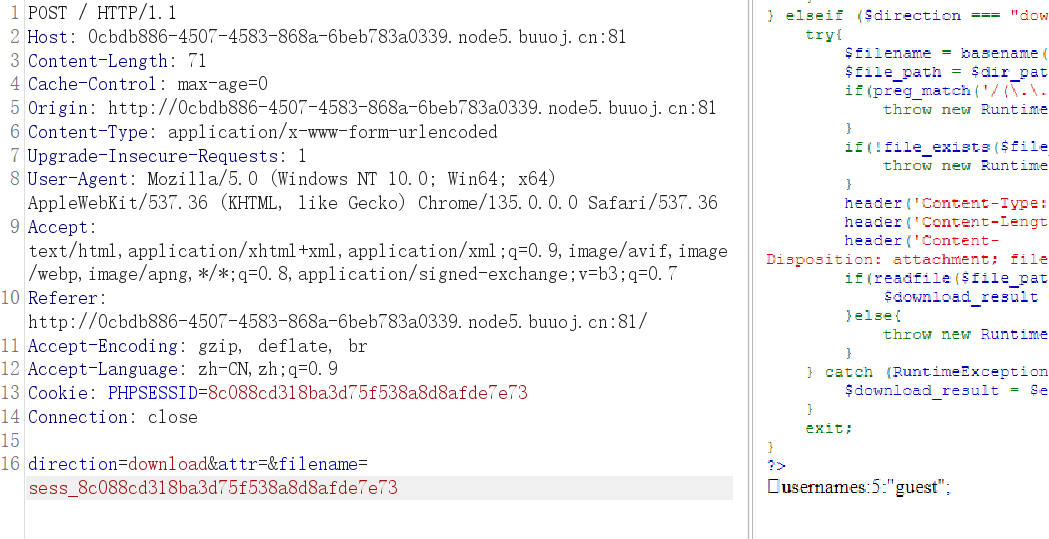 1 POST / HTTP/1.1
2 Host: 0cbdb886-4507-4583-868a-6beb783a0339.node5.buuoj.cn:81
3 Content-Length: 71
4 Cache-Control: max-age=0
5 Origin: http://0cbdb886-4507-4583-868a-6beb783a0339.node5.buuoj.cn:81
6 Content-Type: application/x-www-form-urlencoded
7 Upgrade-Insecure-Requests: 1
8 User-Agent: Mozilla/5.0 (Windows NT 10.0; Win64; x64)
AppleWebKit/537.36 (KHTML, like Gecko) Chrome/135.0.0.0 Safari/537.36
9 Accept:
text/html,application/xhtml+xml,application/xml;q=0.9,image/avif,image
/webp,image/apng,*/*;q=0.8,application/signed-exchange;v=b3;q=0.7
10 Referer:
http://0cbdb886-4507-4583-868a-6beb783a0339.node5.buuoj.cn:81/
11 Accept-Encoding: gzip, deflate, br
12 Accept-Language: zh-CN,zh;q=0.9
13 Cookie: PHPSESSID=8c088cd318ba3d75f538a8d8afde7e73
14 Connection: close
15
16 direction=download&attr=&filename=
sess_8c088cd318ba3d75f538a8d8afde7e73
} elseif ($direction === "dow
try{
$filename = basename(
$file_path = $dir_pat
if(preg_match('/(\.\.
throw new Runtime
}
if(!file_exists($file_
throw new Runtime
}
header('Content-Type:
header('Content-Lengt
header('Content-
Disposition: attachment; file
if(readfile($file_pat
$download_result
}else{
throw new Runtime
}
} catch (RuntimeException
$download_result = $e
}
exit;
}
?>
usernames:5:"guest";